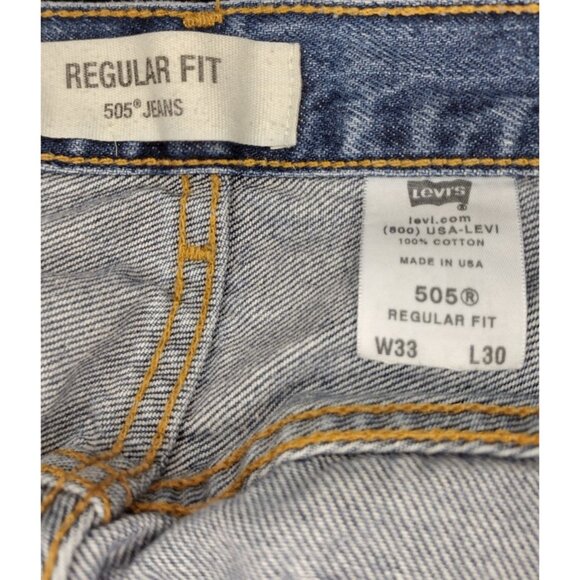 REGULAR FIT
505® JEANS
LEVI'S
levi.com
(800) USA-LEVI
100% COTTON
MADE IN USA
505®
REGULAR FIT
W33 L30